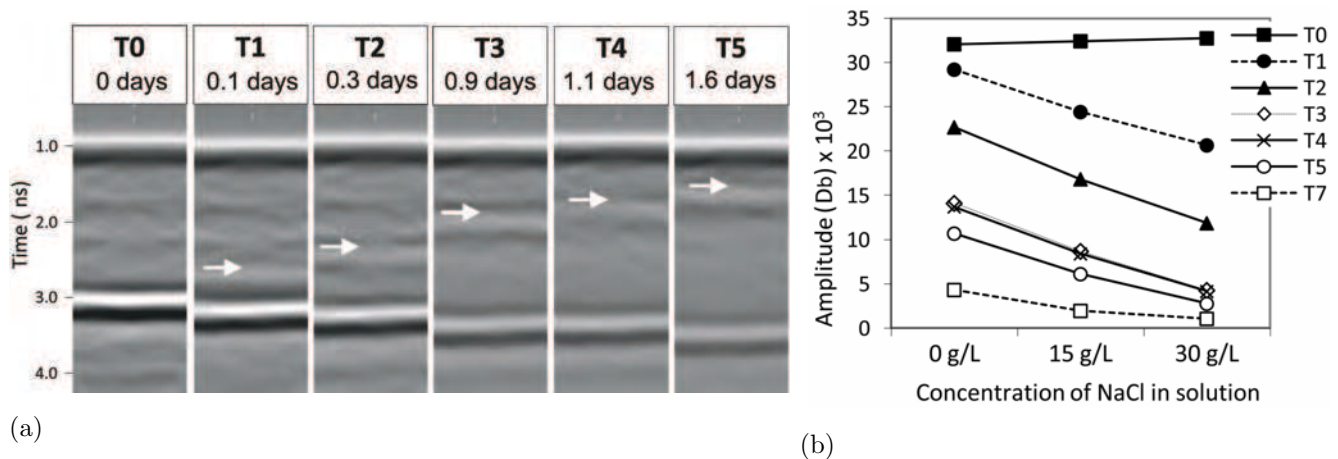 T0
0 days
T1
0.1 days
T2
0.3 days
T3
0.9 days
T4
1.1 days
T5
1.6 days
Time ( ns)
1.0
2.0
3.0
4.0
(a)
Amplitude (Db) x 10³
35
30
25
20
15
10
5
0
0 g/L
15 g/L
30 g/L
Concentration of NaCl in solution
T0
T1
T2
T3
T4
T5
T7
(b)